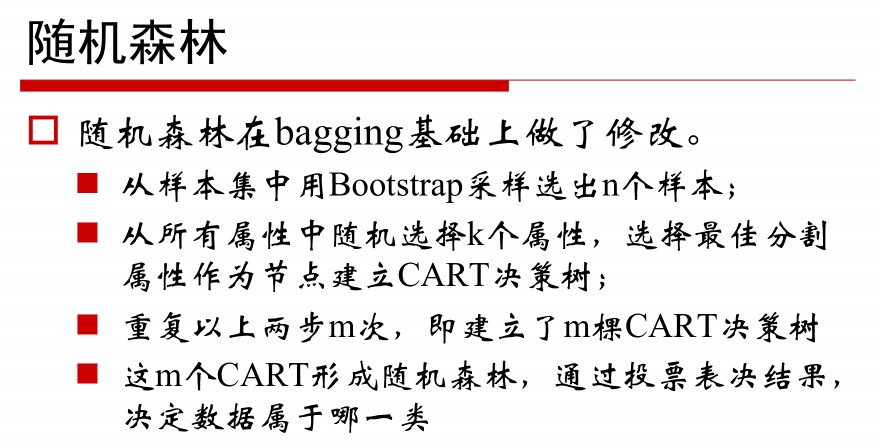 随机森林
随机森林在bagging基础上做了修改。
从样本集中用Bootstrap采样选出n个样本；
从所有属性中随机选择k个属性，选择最佳分割
属性作为节点建立CART决策树；
重复以上两步m次，即建立了m棵CART决策树
这m个CART形成随机森林，通过投票表决结果，
决定数据属于哪一类